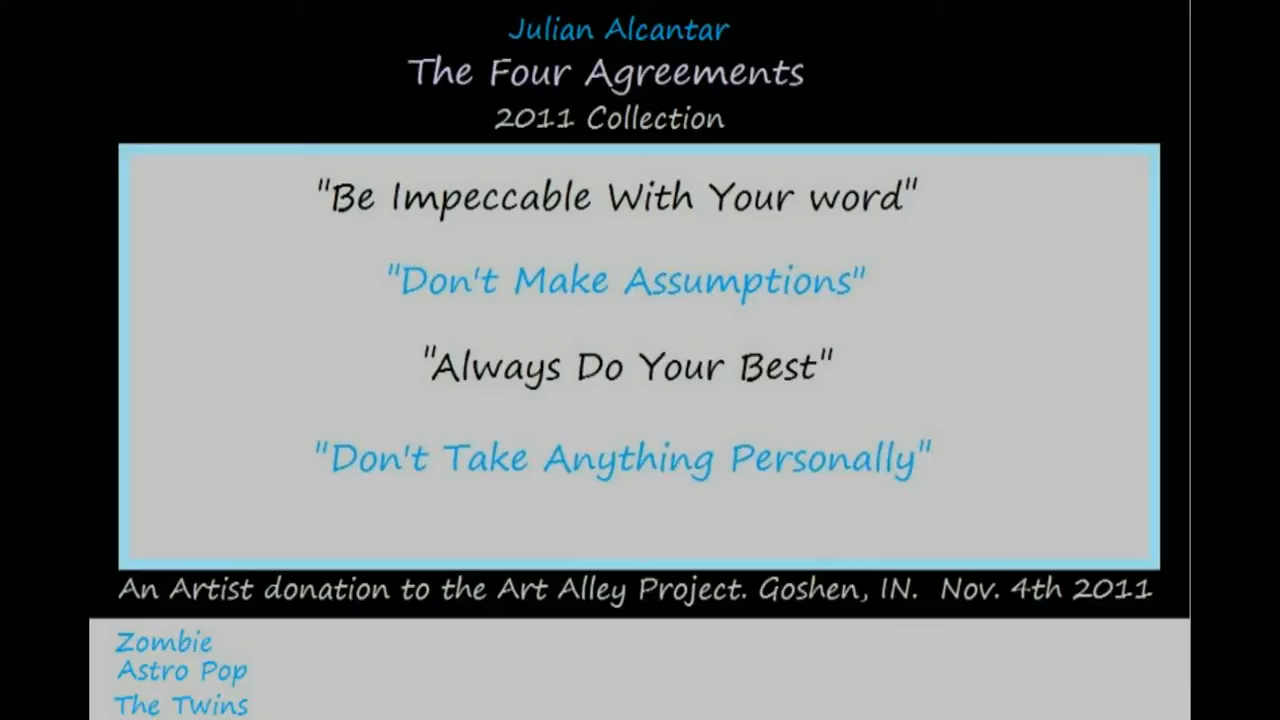 Julian Alcantar
The Four Agreements
2011 Collection
"Be Impeccable With Your word"
"Don't Make Assumptions"
"Always Do Your Best"
"Don't Take Anything Personally"
An Artist donation to the Art Alley Project. Goshen, IN. Nov. 4th 2011
Zombie
Astro Pop
The Twins